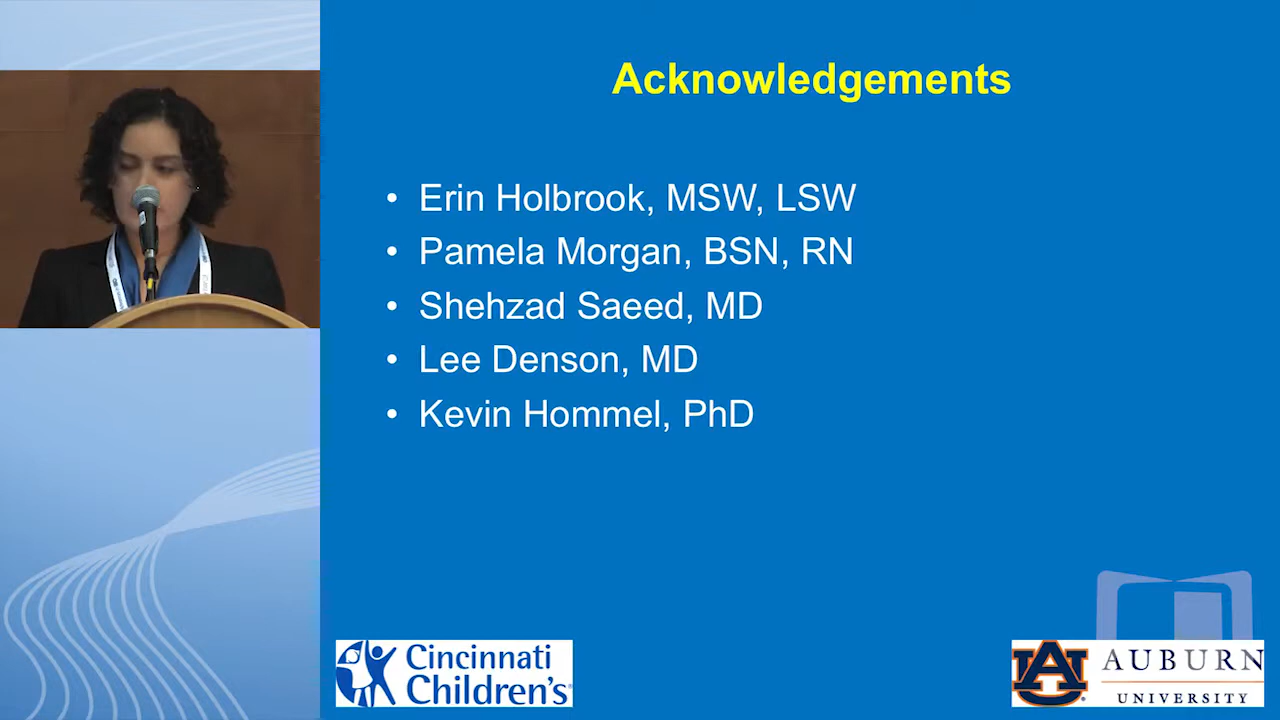 Acknowledgements
• Erin Holbrook, MSW, LSW
• Pamela Morgan, BSN, RN
• Shehzad Saeed, MD
• Lee Denson, MD
• Kevin Hommel, PhD
Cincinnati
Children's
AUBURN
UNIVERSITY